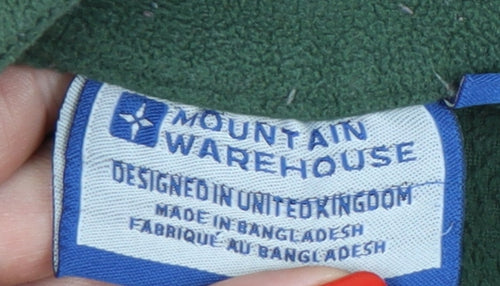 MOUNTAIN
WAREHOUSE
DESIGNED IN UNITED KINGDOM
MADE IN BANGLADESH
FABRIQUÉ AU BANGLADESH